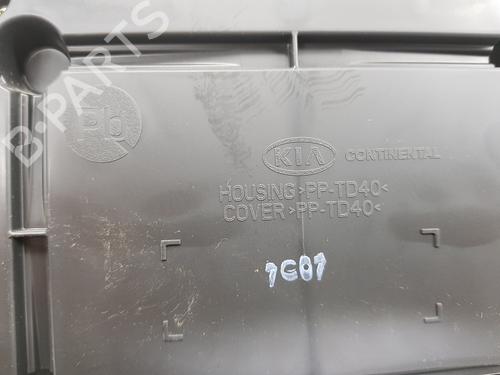 B-PARTS
Pb
KIA CONTINENTAL
HOUSING >PP-TD40<
COVER >PP-TD40<
1C01